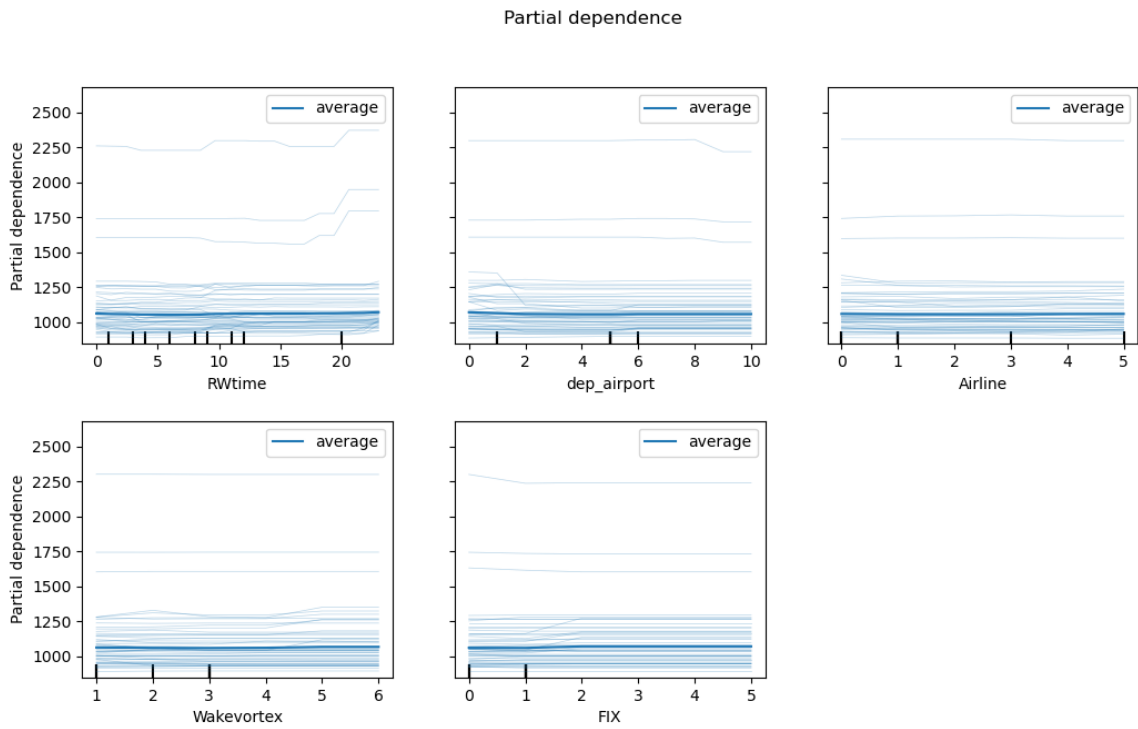 Partial dependence
average
average
average
2500
2250
2000
1750
1500
1250
1000
Partial dependence
0 5 10 15 20
RWtime
0 2 4 6 8 10
dep_airport
0 1 2 3 4 5
Airline
average
average
2500
2250
2000
1750
1500
1250
1000
Partial dependence
1 2 3 4 5 6
Wakevortex
0 1 2 3 4 5
FIX